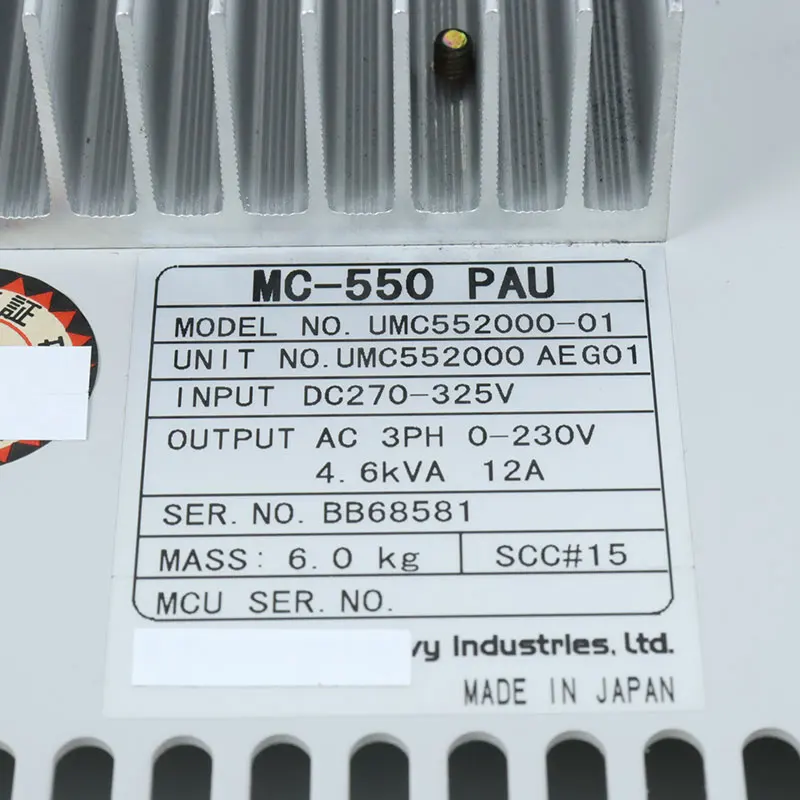 証
MC-550 PAU
MODEL NO. UMC552000-01
UNIT NO. UMC552000 AEG01
INPUT DC270-325V
OUTPUT AC 3PH 0-230V
4.6kVA 12A
SER. NO. BB68581
MASS: 6.0 kg SCC#15
MCU SER. NO.
Industries, Ltd.
MADE IN JAPAN